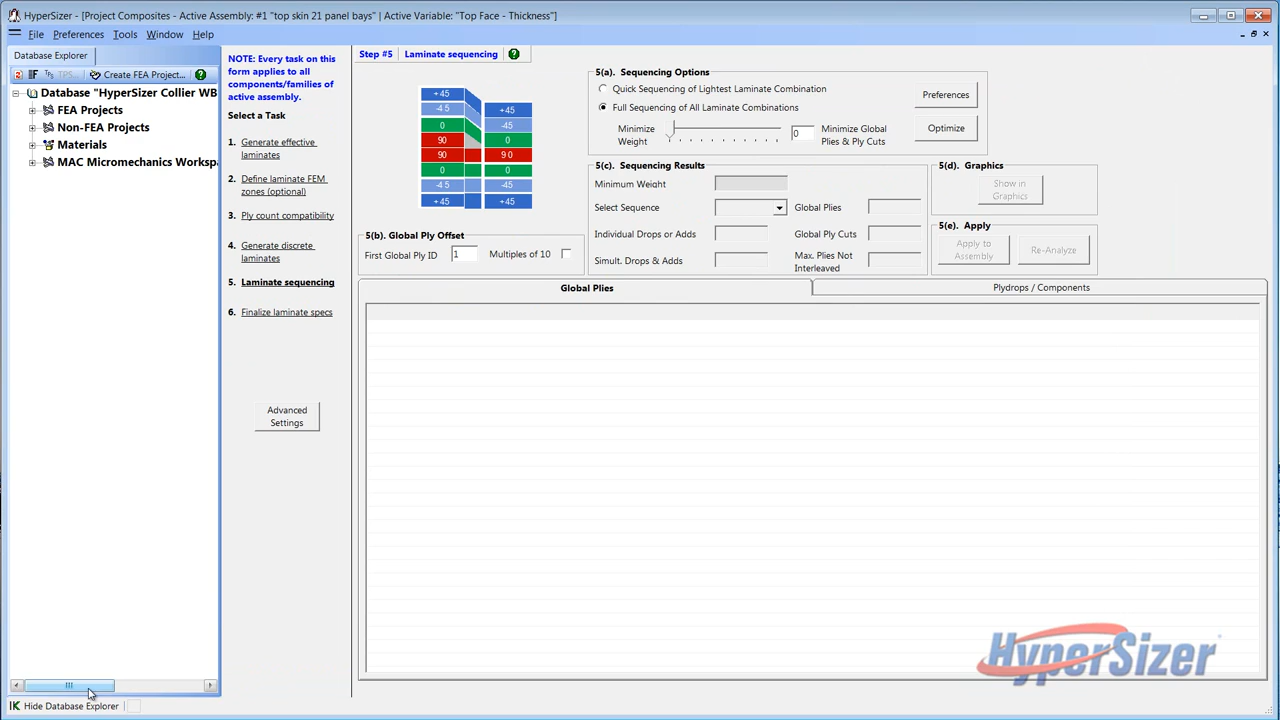 HyperSizer - [Project Composites - Active Assembly: #1 "top skin 21 panel bays" | Active Variable: "Top Face - Thickness"]
File Preferences Tools Window Help
Database Explorer
TPS... Create FEA Project...
Database "HyperSizer Collier WB
FEA Projects
Non-FEA Projects
Materials
MAC Micromechanics Workspa
Hide Database Explorer
NOTE: Every task on this
form applies to all
components/families of
active assembly.
Select a Task
1. Generate effective
laminates
2. Define laminate FEM
zones (optional)
3. Ply count compatibility
4. Generate discrete
laminates
5. Laminate sequencing
6. Finalize laminate specs
Advanced
Settings
Step #5 Laminate sequencing
+45
-45 +45
0 -45
90 0
90 90
0 0
-45 -45
+45 +45
5(b). Global Ply Offset
First Global Ply ID 1 Multiples of 10
5(a). Sequencing Options
Quick Sequencing of Lightest Laminate Combination
Full Sequencing of All Laminate Combinations
Minimize
Weight
0
Minimize Global
Plies & Ply Cuts
Preferences
Optimize
5(c). Sequencing Results
Minimum Weight
Select Sequence Global Plies
Individual Drops or Adds Global Ply Cuts
Simult. Drops & Adds Max. Plies Not
Interleaved
5(d). Graphics
Show in
Graphics
5(e). Apply
Apply to
Assembly
Re-Analyze
Global Plies Plydrops / Components
HyperSizer